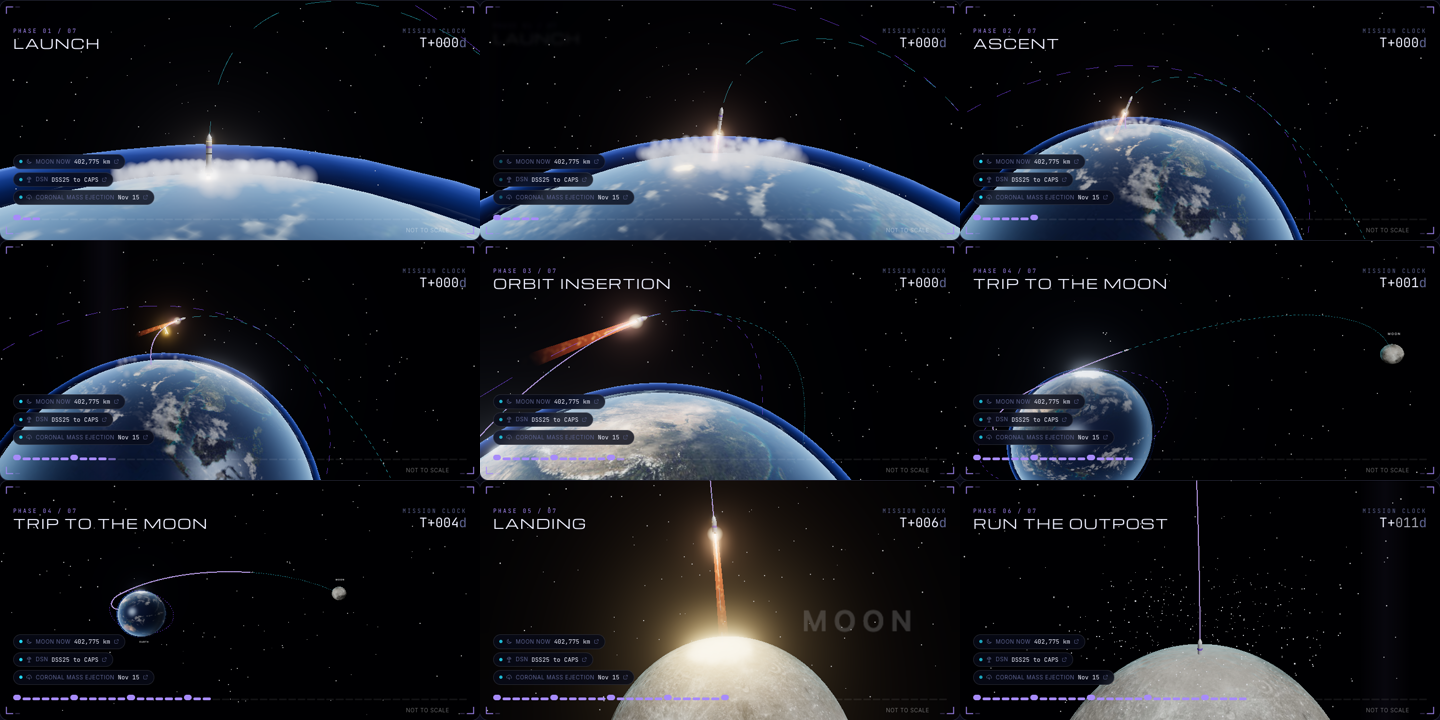 PHASE 01 / 07
LAUNCH
MISSION CLOCK
T+000d
MOON NOW 402,775 km
DSN DSS25 to CAPS
CORONAL MASS EJECTION Nov 15
NOT TO SCALE
LAUNCH
MISSION CLOCK
T+000d
MOON NOW 402,775 km
DSN DSS25 to CAPS
CORONAL MASS EJECTION Nov 15
NOT TO SCALE
PHASE 02 / 07
ASCENT
MISSION CLOCK
T+000d
MOON NOW 402,775 km
DSN DSS25 to CAPS
CORONAL MASS EJECTION Nov 15
NOT TO SCALE
MISSION CLOCK
T+000d
MOON NOW 402,775 km
DSN DSS25 to CAPS
CORONAL MASS EJECTION Nov 15
NOT TO SCALE
PHASE 03 / 07
ORBIT INSERTION
MISSION CLOCK
T+000d
MOON NOW 402,775 km
DSN DSS25 to CAPS
CORONAL MASS EJECTION Nov 15
NOT TO SCALE
PHASE 04 / 07
TRIP TO THE MOON
MISSION CLOCK
T+001d
MOON
MOON NOW 402,775 km
DSN DSS25 to CAPS
CORONAL MASS EJECTION Nov 15
NOT TO SCALE
PHASE 04 / 07
TRIP TO THE MOON
MISSION CLOCK
T+004d
MOON
EARTH
MOON NOW 402,775 km
DSN DSS25 to CAPS
CORONAL MASS EJECTION Nov 15
NOT TO SCALE
PHASE 05 / 07
LANDING
MISSION CLOCK
T+006d
MOON
MOON NOW 402,775 km
DSN DSS25 to CAPS
CORONAL MASS EJECTION Nov 15
NOT TO SCALE
PHASE 06 / 07
RUN THE OUTPOST
MISSION CLOCK
T+011d
MOON NOW 402,775 km
DSN DSS25 to CAPS
CORONAL MASS EJECTION Nov 15
NOT TO SCALE